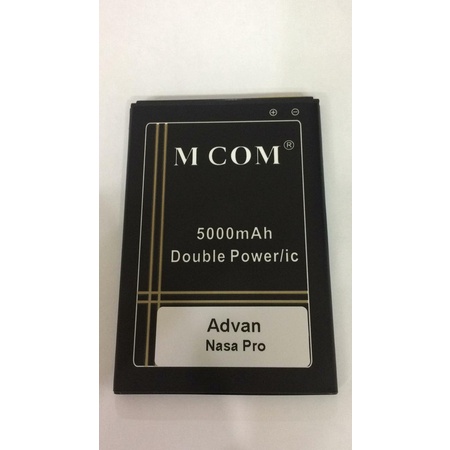 ⊕ ⊖
M COM®
5000mAh
Double Power/ic
Advan
Nasa Pro